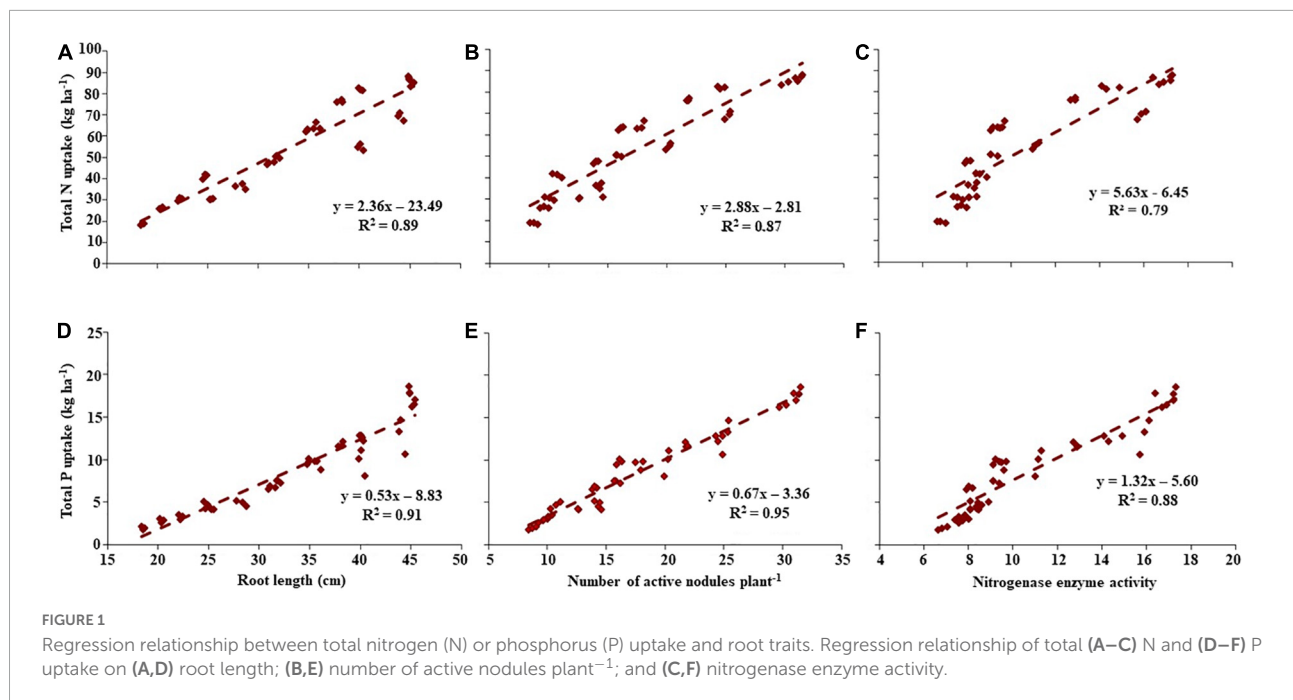 A
B
C
Total N uptake (kg ha⁻¹)
100
90
80
70
60
50
40
30
20
10
0
y = 2.36x – 23.49
R² = 0.89
y = 2.88x – 2.81
R² = 0.87
y = 5.63x - 6.45
R² = 0.79
D
E
F
Total P uptake (kg ha⁻¹)
25
20
15
10
5
0
y = 0.53x – 8.83
R² = 0.91
y = 0.67x – 3.36
R² = 0.95
y = 1.32x – 5.60
R² = 0.88
15 20 25 30 35 40 45 50
5 10 15 20 25 30 35
4 6 8 10 12 14 16 18 20
Root length (cm)
Number of active nodules plant⁻¹
Nitrogenase enzyme activity
FIGURE 1
Regression relationship between total nitrogen (N) or phosphorus (P) uptake and root traits. Regression relationship of total (A–C) N and (D–F) P
uptake on (A,D) root length; (B,E) number of active nodules plant⁻¹; and (C,F) nitrogenase enzyme activity.